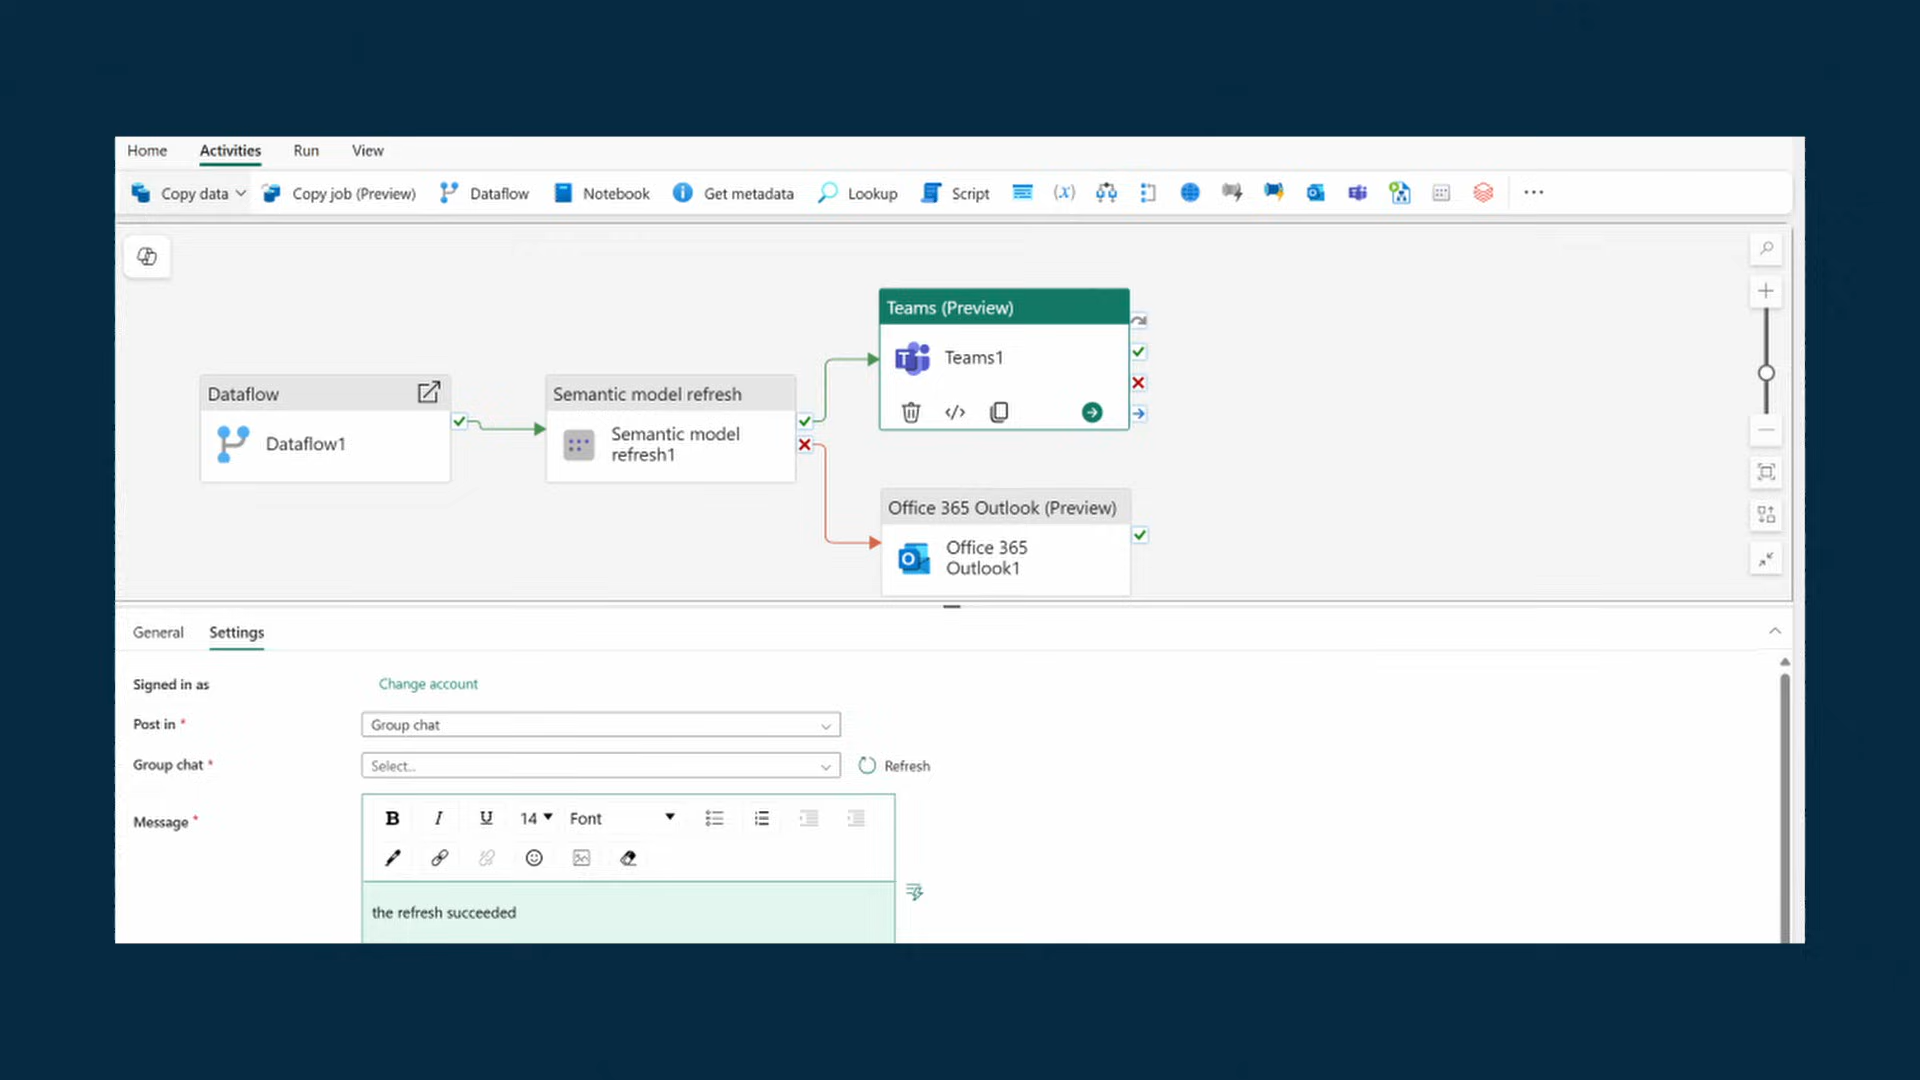 Home Activities Run View
Copy data Copy job (Preview) Dataflow Notebook Get metadata Lookup Script (x) ...
Teams (Preview)
Teams1
Dataflow
Dataflow1
Semantic model refresh
Semantic model
refresh1
Office 365 Outlook (Preview)
Office 365
Outlook1
General Settings
Signed in as Change account
Post in * Group chat
Group chat * Select... Refresh
Message * B I U 14 Font
the refresh succeeded